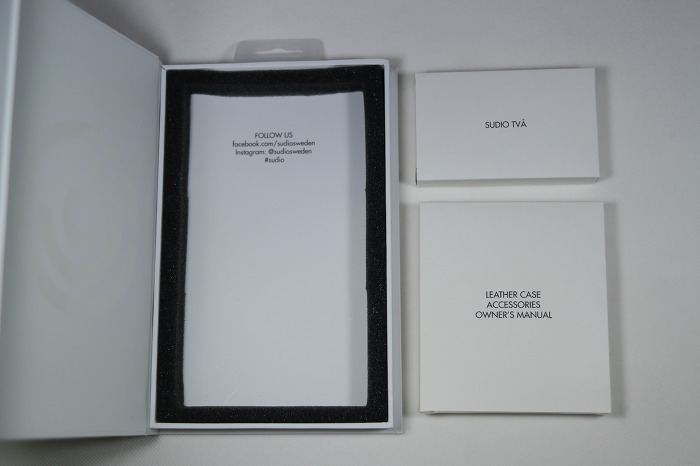 FOLLOW US
facebook.com/sudiosweden
Instagram: @sudiosweden
#sudio
SUDIO TVÅ
LEATHER CASE
ACCESSORIES
OWNER'S MANUAL